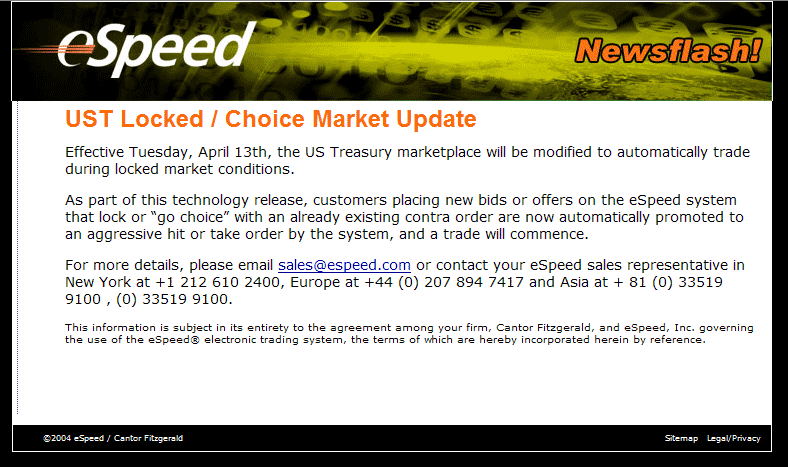 eSpeed
Newsflash!
UST Locked / Choice Market Update
Effective Tuesday, April 13th, the US Treasury marketplace will be modified to automatically trade
during locked market conditions.
As part of this technology release, customers placing new bids or offers on the eSpeed system
that lock or “go choice” with an already existing contra order are now automatically promoted to
an aggressive hit or take order by the system, and a trade will commence.
For more details, please email sales@espeed.com or contact your eSpeed sales representative in
New York at +1 212 610 2400, Europe at +44 (0) 207 894 7417 and Asia at + 81 (0) 33519
9100 , (0) 33519 9100.
This information is subject in its entirety to the agreement among your firm, Cantor Fitzgerald, and eSpeed, Inc. governing
the use of the eSpeed® electronic trading system, the terms of which are hereby incorporated herein by reference.
©2004 eSpeed / Cantor Fitzgerald
Sitemap Legal/Privacy